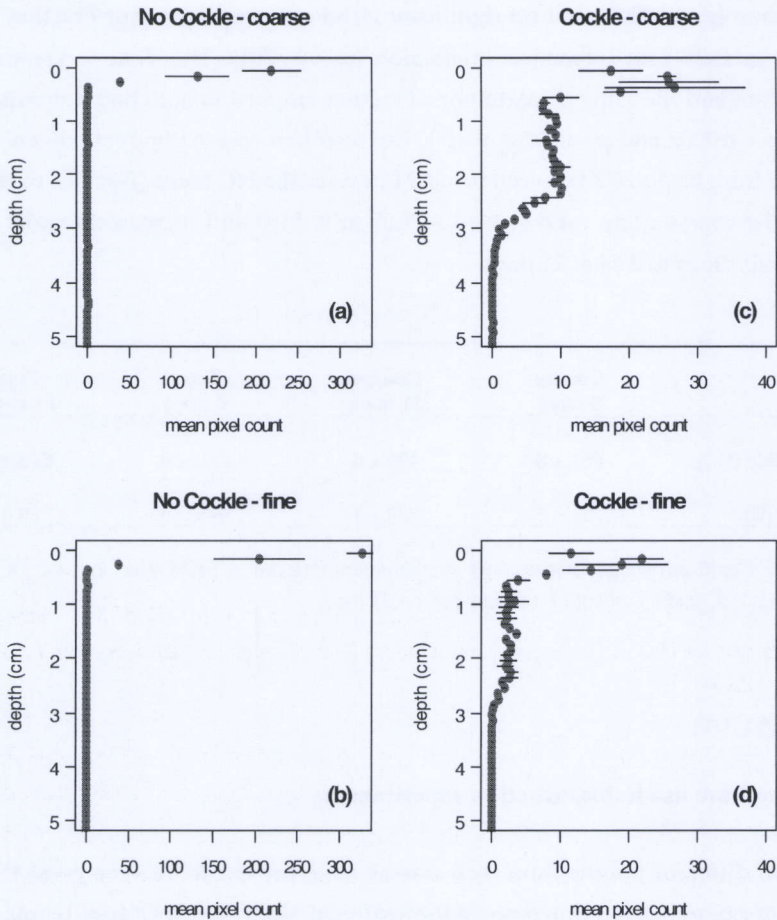 No Cockle - coarse
Cockle - coarse
0
1
2
3
4
5
depth (cm)
(a)
0 50 100 150 200 250 300
mean pixel count
0
1
2
3
4
5
depth (cm)
(c)
0 10 20 30 40
mean pixel count
No Cockle - fine
Cockle - fine
0
1
2
3
4
5
depth (cm)
(b)
0 50 100 150 200 250 300
mean pixel count
0
1
2
3
4
5
depth (cm)
(d)
0 10 20 30 40
mean pixel count